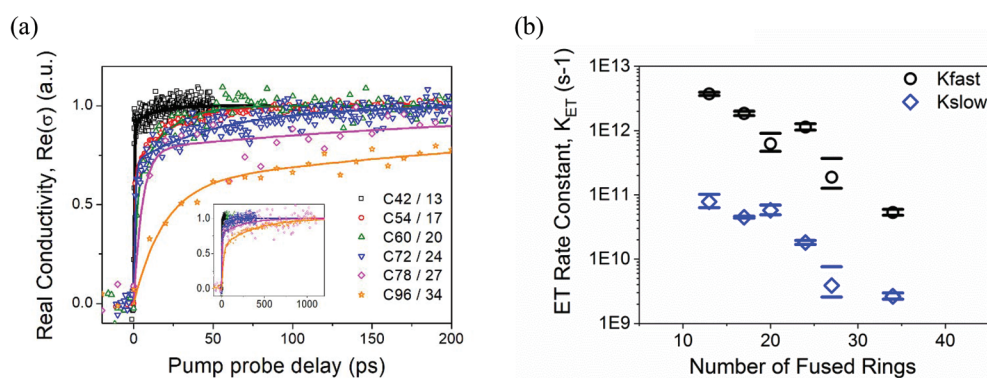 (a)
Real Conductivity, Re(σ) (a.u.)
1.0
0.5
0.0
0
50
100
150
200
Pump probe delay (ps)
C42 / 13
C54 / 17
C60 / 20
C72 / 24
C78 / 27
C96 / 34
1.0
0.5
0.0
0
500
1000
(b)
ET Rate Constant, KET (s-1)
1E13
1E12
1E11
1E10
1E9
10
20
30
40
Number of Fused Rings
Kfast
Kslow